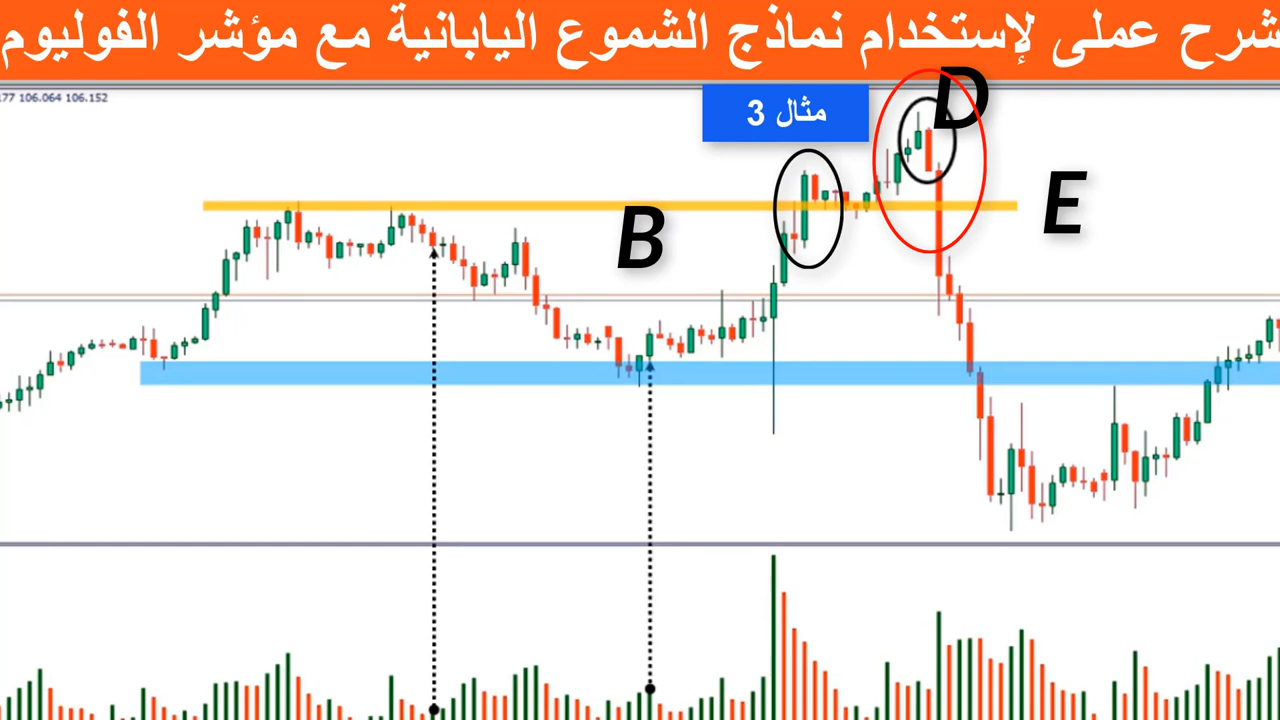 شرح عملى لإستخدام نماذج الشموع اليابانية مع مؤشر الفوليوم
177 106.064 106.152
مثال 3
D
E
B